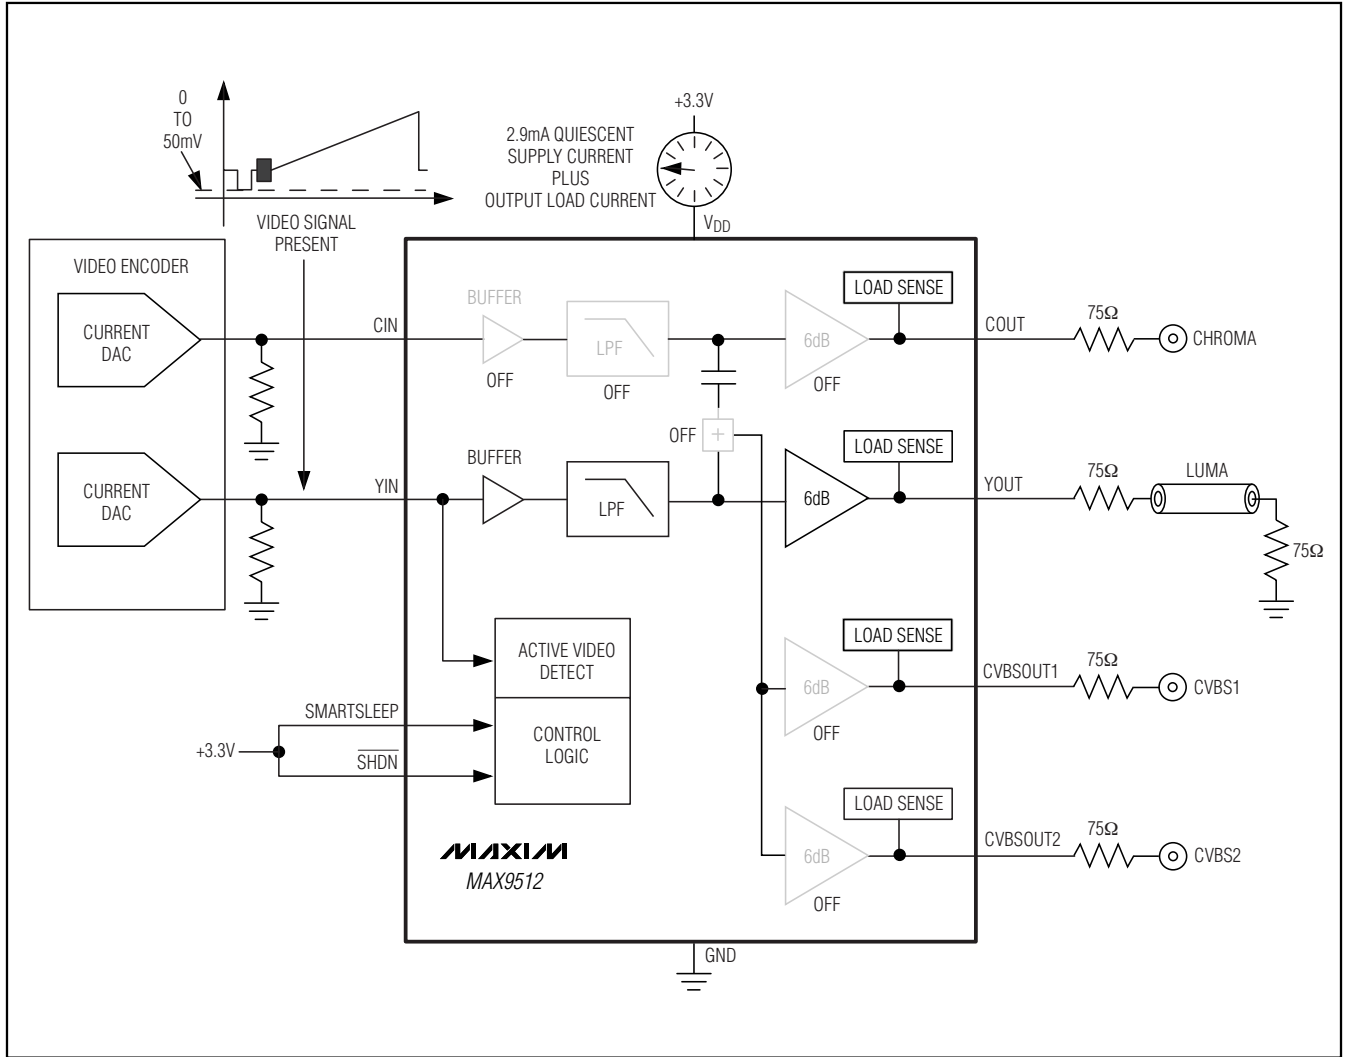 0
TO
50mV
2.9mA QUIESCENT
SUPPLY CURRENT
PLUS
OUTPUT LOAD CURRENT
+3.3V
VDD
VIDEO SIGNAL
PRESENT
VIDEO ENCODER
CURRENT
DAC
CIN
BUFFER
OFF
LPF
OFF
6dB
OFF
LOAD SENSE
COUT
75Ω
CHROMA
OFF
+
CURRENT
DAC
YIN
BUFFER
LPF
6dB
LOAD SENSE
YOUT
75Ω
LUMA
75Ω
ACTIVE VIDEO
DETECT
CONTROL
LOGIC
SMARTSLEEP
+3.3V
SHDN
6dB
OFF
LOAD SENSE
CVBSOUT1
75Ω
CVBS1
6dB
OFF
LOAD SENSE
CVBSOUT2
75Ω
CVBS2
MAXIM
MAX9512
GND